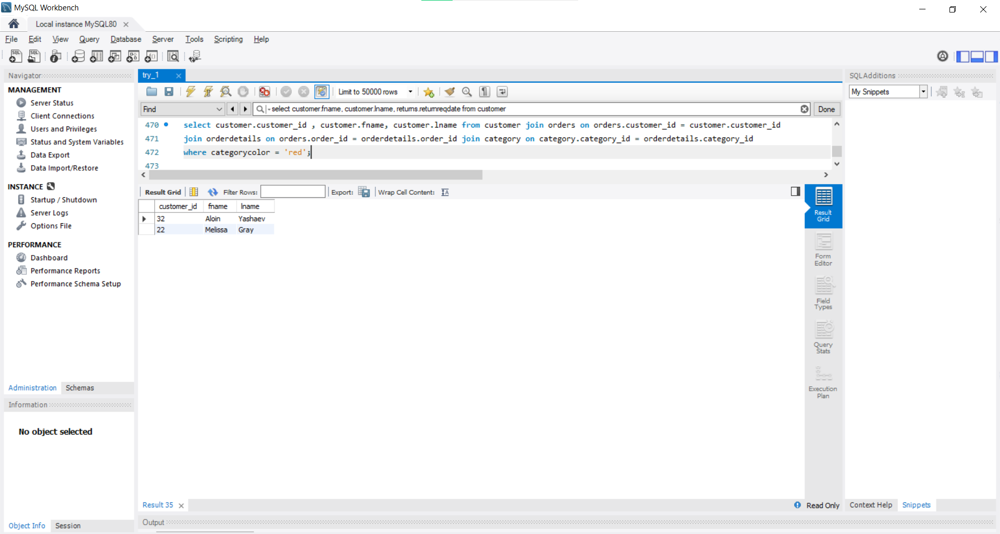 MySQL Workbench
Local instance MySQL80
File Edit View Query Database Server Tools Scripting Help
Navigator
MANAGEMENT
Server Status
Client Connections
Users and Privileges
Status and System Variables
Data Export
Data Import/Restore
INSTANCE
Startup / Shutdown
Server Logs
Options File
PERFORMANCE
Dashboard
Performance Reports
Performance Schema Setup
Administration Schemas
Information
No object selected
Object Info Session
try_1
Limit to 50000 rows
Find
select customer.fname, customer.lname, returns.returnreqdate from customer
Done
470 select customer.customer_id , customer.fname, customer.lname from customer join orders on orders.customer_id = customer.customer_id
471 join orderdetails on orders.order_id = orderdetails.order_id join category on category.category_id = orderdetails.category_id
472 where categorycolor = 'red';
473
Result Grid Filter Rows: Export: Wrap Cell Content:
customer_id fname lname
32 Aloin Yashaev
22 Melissa Gray
Result
Grid
Form
Editor
Field
Types
Query
Stats
Execution
Plan
Result 35
Read Only
Output
SQLAdditions
My Snippets
Context Help Snippets